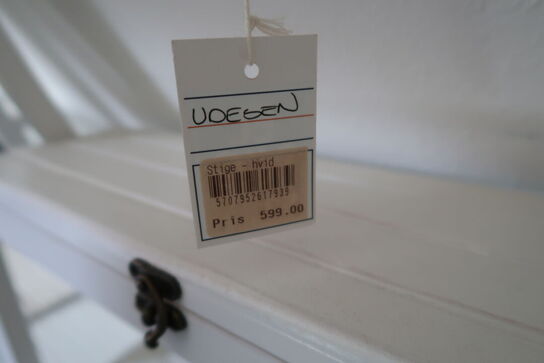 UDEGEN
Stige - hvid
5707952617939
Pris 599.00